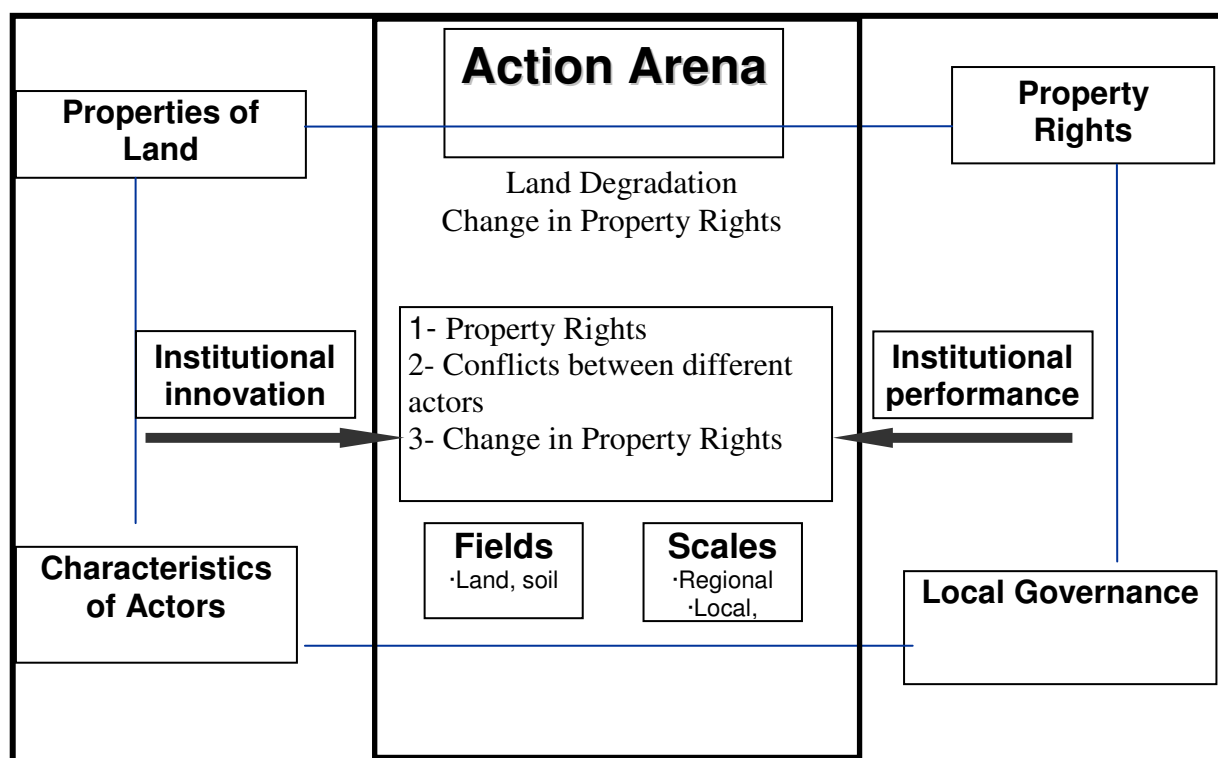 Action Arena
Properties of
Land
Property
Rights
Land Degradation
Change in Property Rights
Institutional
innovation
1- Property Rights
2- Conflicts between different
actors
3- Change in Property Rights
Institutional
performance
Fields
·Land, soil
Scales
·Regional
·Local,
Characteristics
of Actors
Local Governance